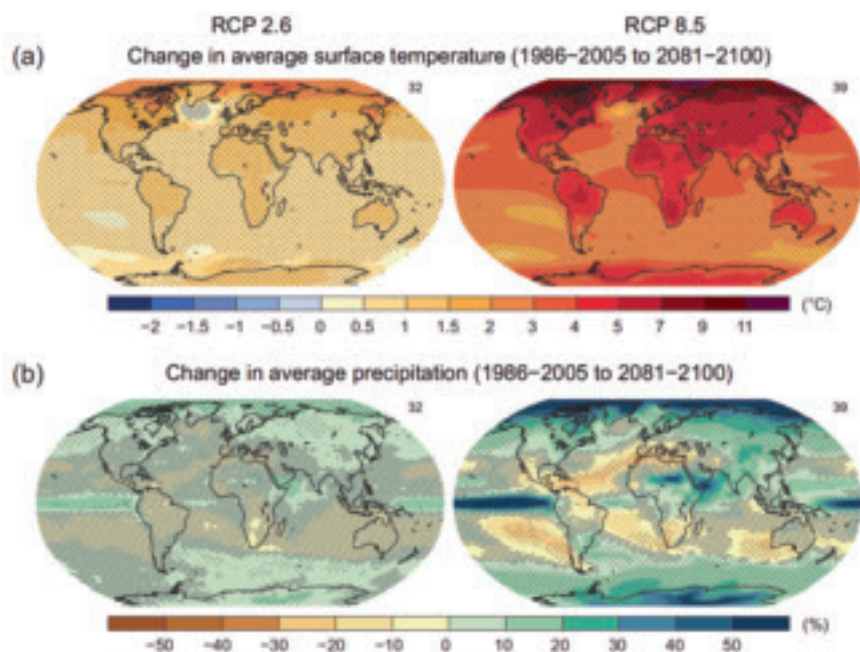 RCP 2.6 RCP 8.5
(a) Change in average surface temperature (1986–2005 to 2081–2100)
32 39
(°C)
−2 −1.5 −1 −0.5 0 0.5 1 1.5 2 3 4 5 7 9 11
(b) Change in average precipitation (1986–2005 to 2081–2100)
32 39
(%)
−50 −40 −30 −20 −10 0 10 20 30 40 50